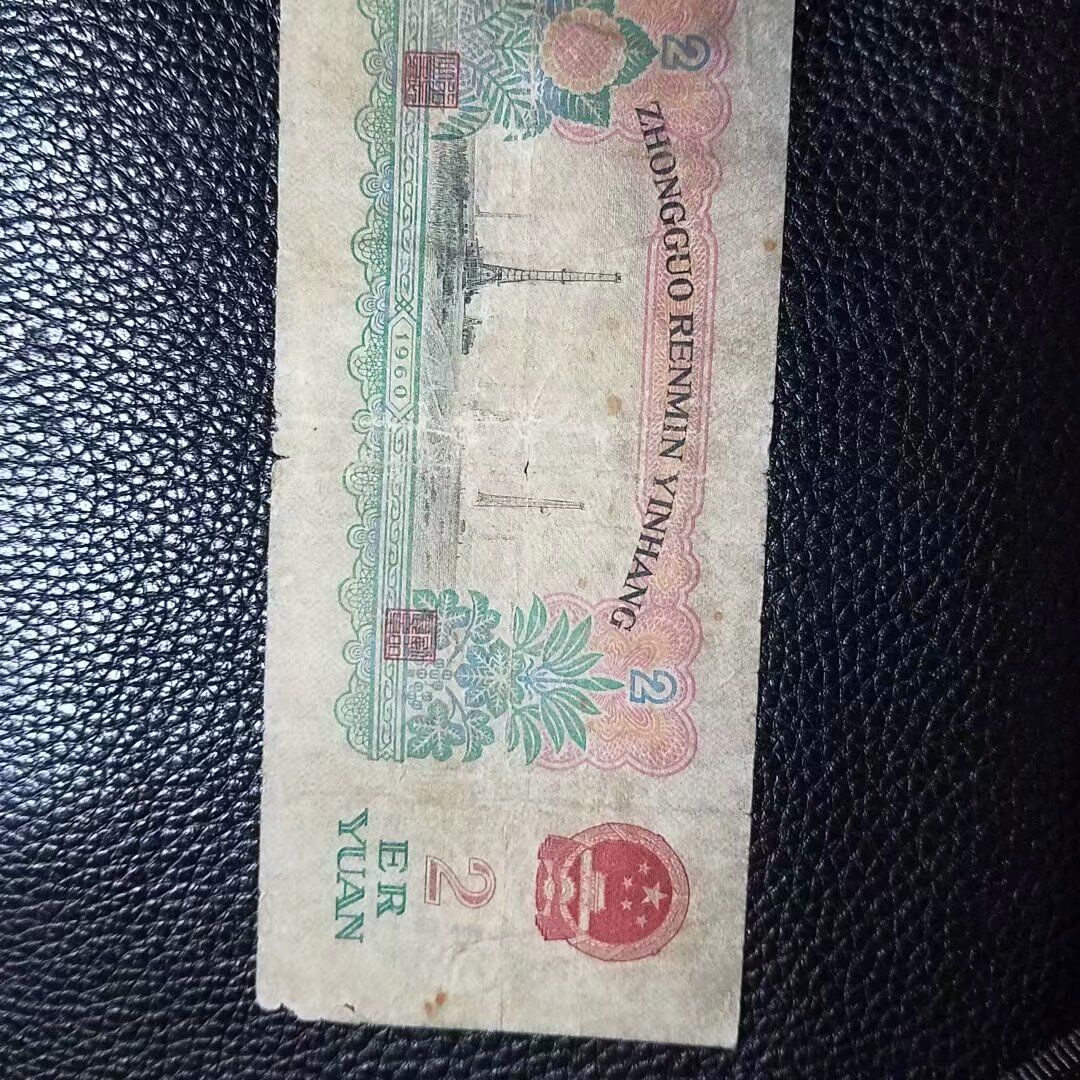 ZHONGGUO RENMIN YINHANG
2
2
2
ER
YUAN
1960